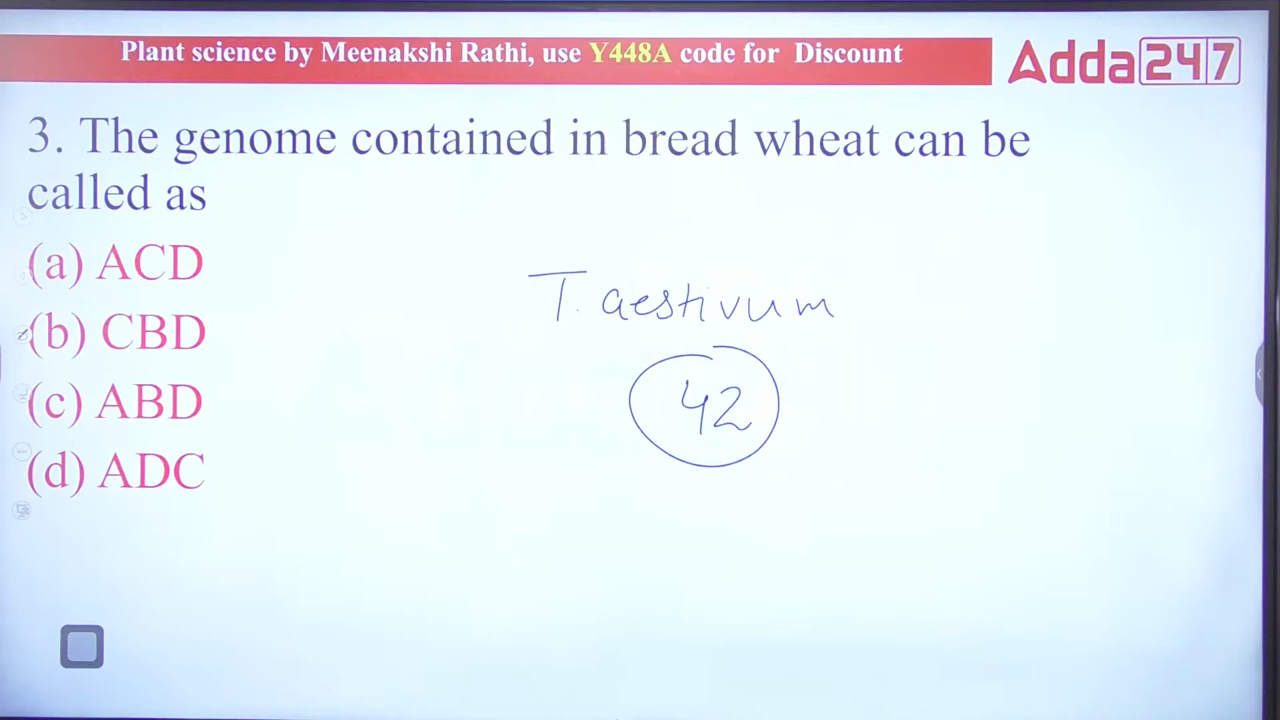 Plant science by Meenakshi Rathi, use Y448A code for Discount
Adda247
3. The genome contained in bread wheat can be
called as
(a) ACD
(b) CBD
(c) ABD
(d) ADC
T. aestivum
42